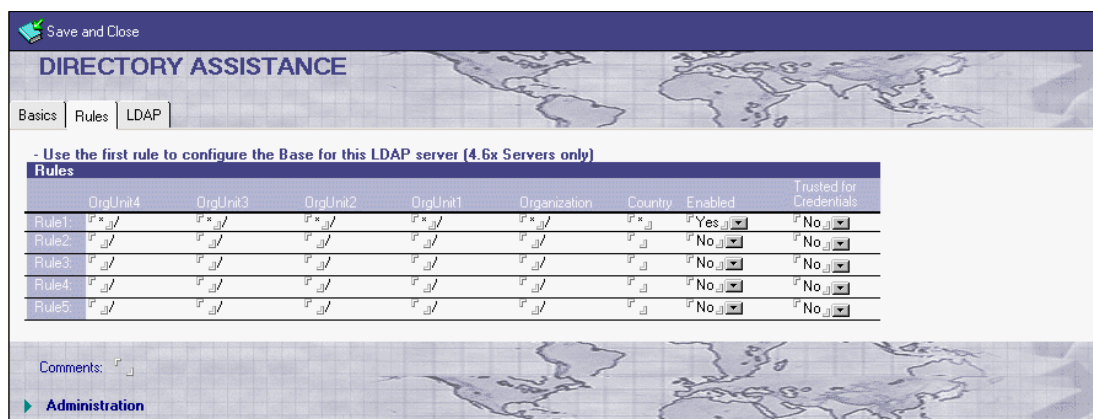 Save and Close
DIRECTORY ASSISTANCE
Basics Rules LDAP
- Use the first rule to configure the Base for this LDAP server (4.6x Servers only)
Rules
OrgUnit4 OrgUnit3 OrgUnit2 OrgUnit1 Organization Country Enabled Trusted for Credentials
Rule1: * / * / * / * / * / * Yes No
Rule2: / / / / / No No
Rule3: / / / / / No No
Rule4: / / / / / No No
Rule5: / / / / / No No
Comments:
Administration